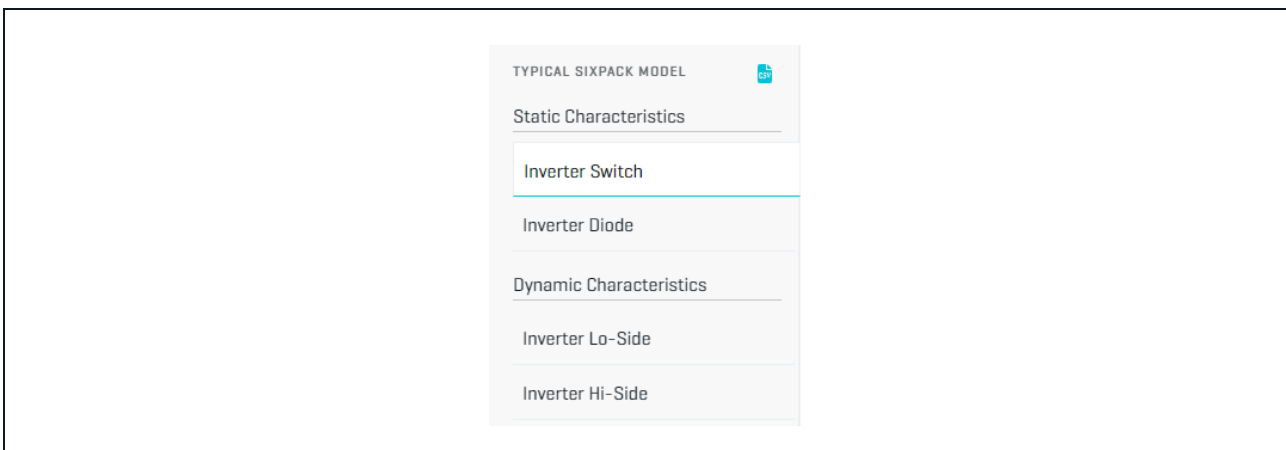 TYPICAL SIXPACK MODEL CSV
Static Characteristics
Inverter Switch
Inverter Diode
Dynamic Characteristics
Inverter Lo-Side
Inverter Hi-Side